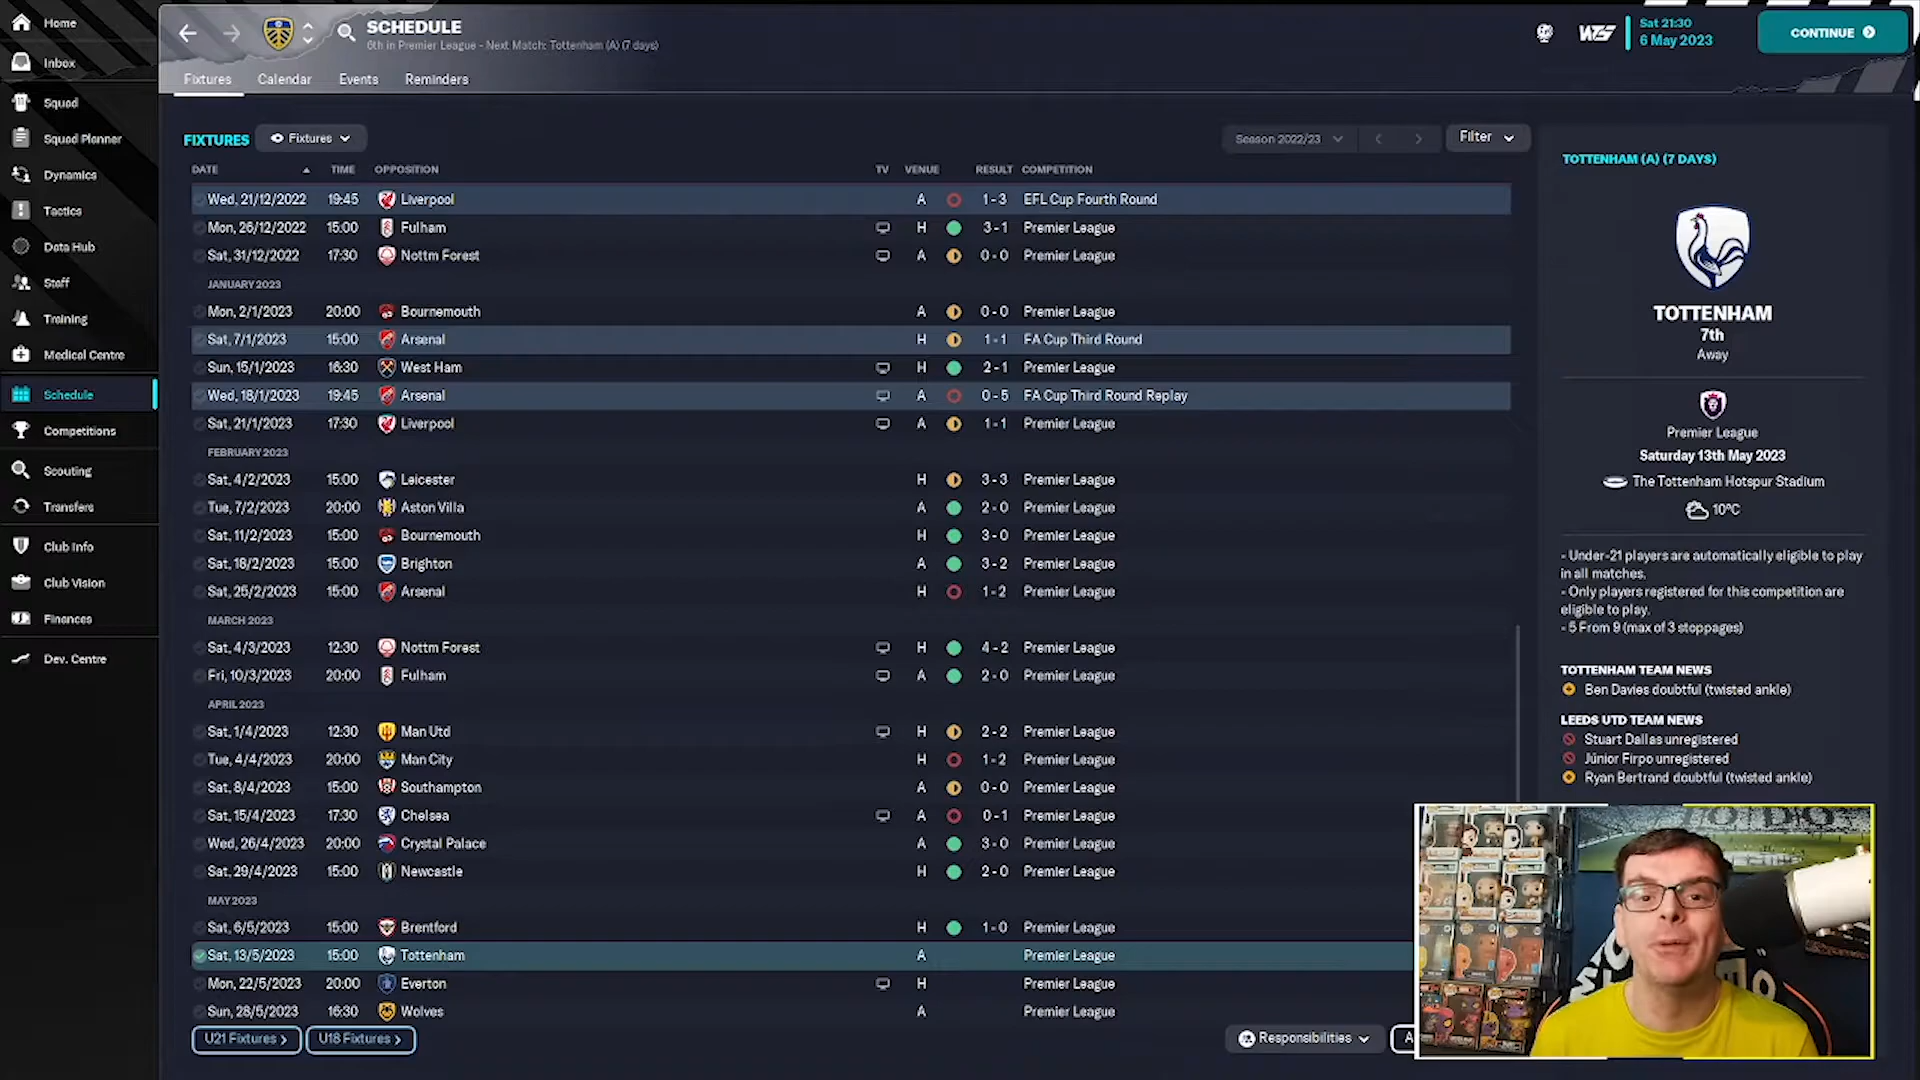 Home
Inbox
Squad
Squad Planner
Dynamics
Tactics
Data Hub
Staff
Training
Medical Centre
Schedule
Competitions
Scouting
Transfers
Club Info
Club Vision
Finances
Dev. Centre
SCHEDULE
6th in Premier League - Next Match: Tottenham (A) (7 days)
Sat 21:30
6 May 2023
CONTINUE
Fixtures Calendar Events Reminders
FIXTURES Fixtures Season 2022/23 Filter
DATE TIME OPPOSITION TV VENUE RESULT COMPETITION
Wed, 21/12/2022 19:45 Liverpool A 1 - 3 EFL Cup Fourth Round
Mon, 26/12/2022 15:00 Fulham H 3 - 1 Premier League
Sat, 31/12/2022 17:30 Nottm Forest A 0 - 0 Premier League
JANUARY 2023
Mon, 2/1/2023 20:00 Bournemouth A 0 - 0 Premier League
Sat, 7/1/2023 15:00 Arsenal H 1 - 1 FA Cup Third Round
Sun, 15/1/2023 16:30 West Ham H 2 - 1 Premier League
Wed, 18/1/2023 19:45 Arsenal A 0 - 5 FA Cup Third Round Replay
Sat, 21/1/2023 17:30 Liverpool A 1 - 1 Premier League
FEBRUARY 2023
Sat, 4/2/2023 15:00 Leicester H 3 - 3 Premier League
Tue, 7/2/2023 20:00 Aston Villa A 2 - 0 Premier League
Sat, 11/2/2023 15:00 Bournemouth H 3 - 0 Premier League
Sat, 18/2/2023 15:00 Brighton A 3 - 2 Premier League
Sat, 25/2/2023 15:00 Arsenal H 1 - 2 Premier League
MARCH 2023
Sat, 4/3/2023 12:30 Nottm Forest H 4 - 2 Premier League
Fri, 10/3/2023 20:00 Fulham A 2 - 0 Premier League
APRIL 2023
Sat, 1/4/2023 12:30 Man Utd H 2 - 2 Premier League
Tue, 4/4/2023 20:00 Man City H 1 - 2 Premier League
Sat, 8/4/2023 15:00 Southampton A 0 - 0 Premier League
Sat, 15/4/2023 17:30 Chelsea A 0 - 1 Premier League
Wed, 26/4/2023 20:00 Crystal Palace A 3 - 0 Premier League
Sat, 29/4/2023 15:00 Newcastle H 2 - 0 Premier League
MAY 2023
Sat, 6/5/2023 15:00 Brentford H 1 - 0 Premier League
Sat, 13/5/2023 15:00 Tottenham A Premier League
Mon, 22/5/2023 20:00 Everton H Premier League
Sun, 28/5/2023 16:30 Wolves A Premier League
U21 Fixtures U18 Fixtures Responsibilities
TOTTENHAM (A) (7 DAYS)
TOTTENHAM
7th
Away
Premier League
Saturday 13th May 2023
The Tottenham Hotspur Stadium
10°C
- Under-21 players are automatically eligible to play
in all matches.
- Only players registered for this competition are
eligible to play.
- 5 From 9 (max of 3 stoppages)
TOTTENHAM TEAM NEWS
Ben Davies doubtful (twisted ankle)
LEEDS UTD TEAM NEWS
Stuart Dallas unregistered
Júnior Firpo unregistered
Ryan Bertrand doubtful (twisted ankle)